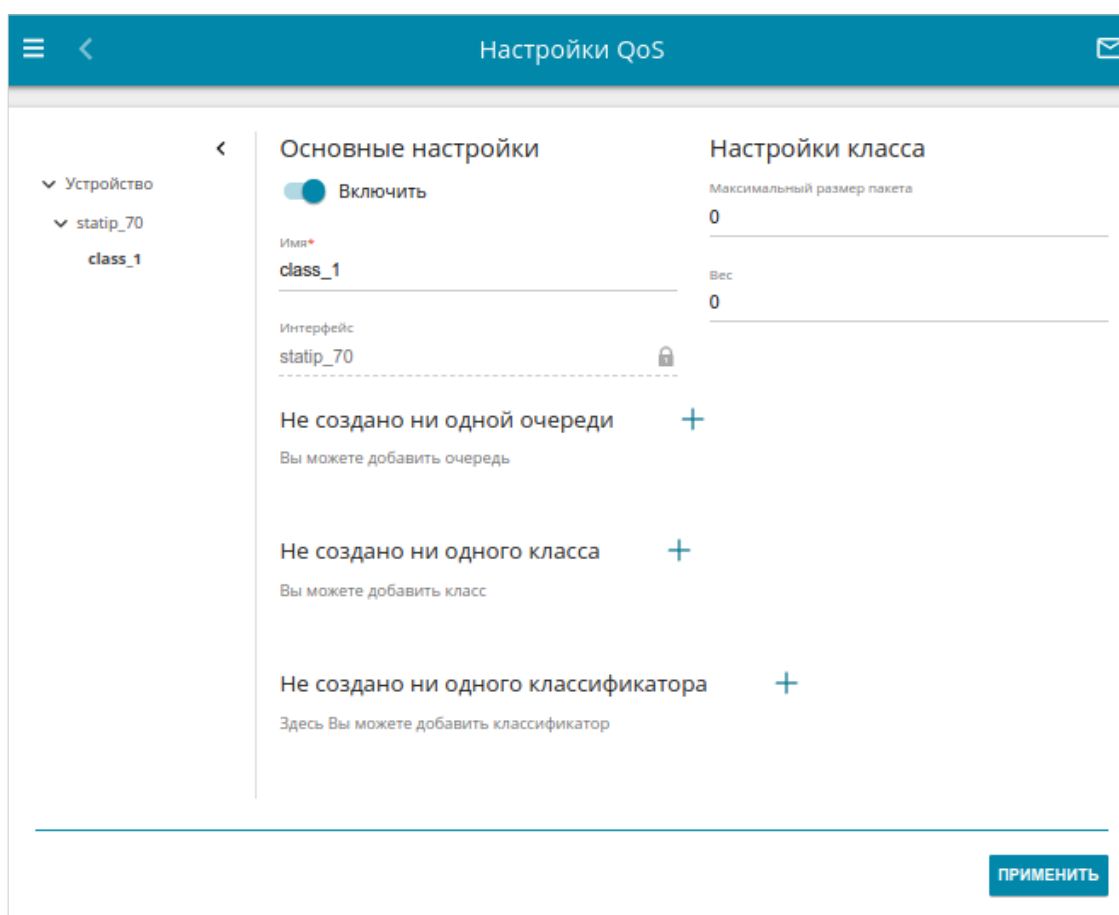 Настройки QoS
Устройство
statip_70
class_1
Основные настройки
Включить
Имя*
class_1
Интерфейс
statip_70
Настройки класса
Максимальный размер пакета
0
Вес
0
Не создано ни одной очереди
Вы можете добавить очередь
Не создано ни одного класса
Вы можете добавить класс
Не создано ни одного классификатора
Здесь Вы можете добавить классификатор
ПРИМЕНИТЬ